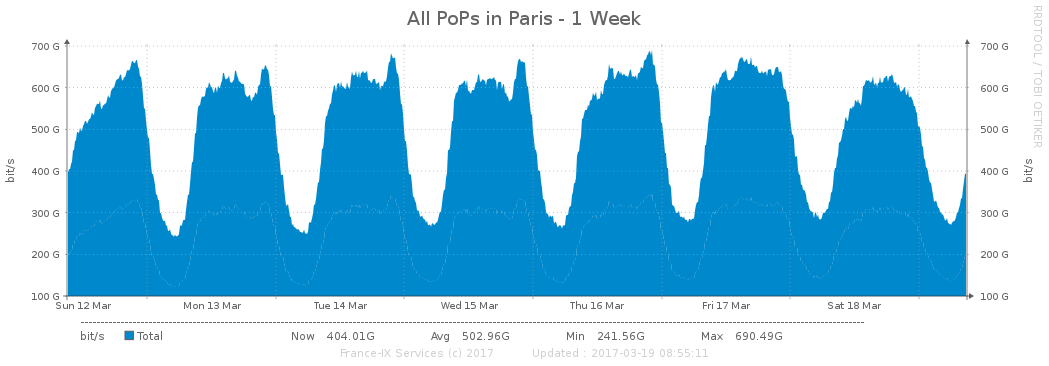 All PoPs in Paris - 1 Week
RRDTOOL / TOBI OETIKER
700 G 700 G
600 G 600 G
500 G 500 G
bit/s 400 G 400 G bit/s
300 G 300 G
200 G 200 G
100 G 100 G
Sun 12 Mar Mon 13 Mar Tue 14 Mar Wed 15 Mar Thu 16 Mar Fri 17 Mar Sat 18 Mar
bit/s Total Now 404.01G Avg 502.96G Min 241.56G Max 690.49G
France-IX Services (c) 2017 Updated : 2017-03-19 08:55:11